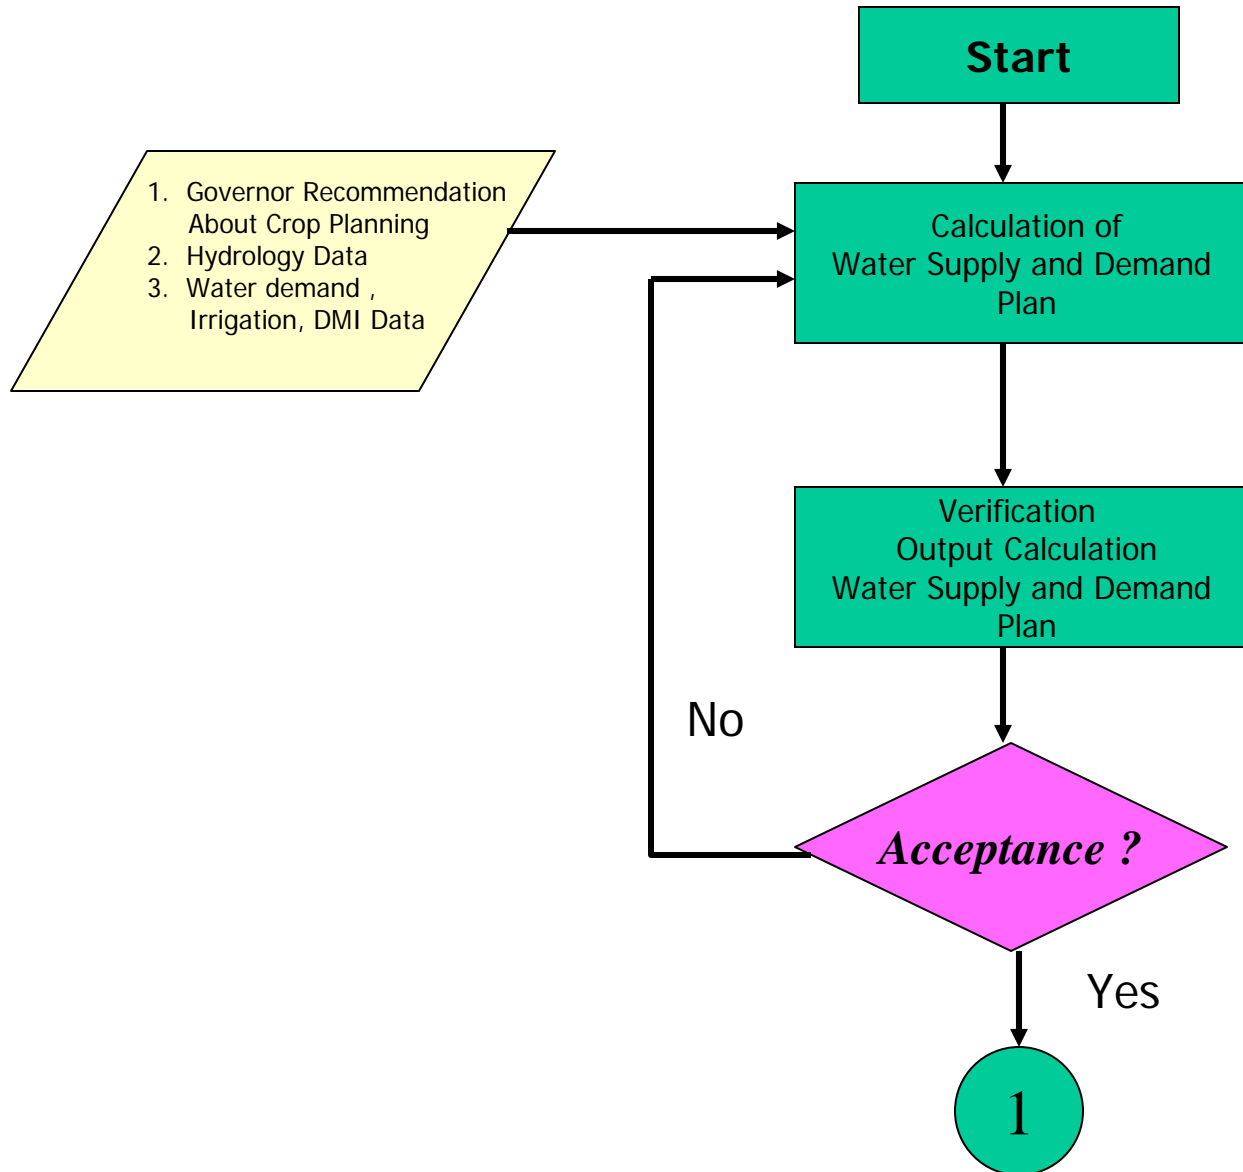 Start
1. Governor Recommendation
About Crop Planning
2. Hydrology Data
3. Water demand ,
Irrigation, DMI Data
Calculation of
Water Supply and Demand
Plan
Verification
Output Calculation
Water Supply and Demand
Plan
No
Acceptance ?
Yes
1